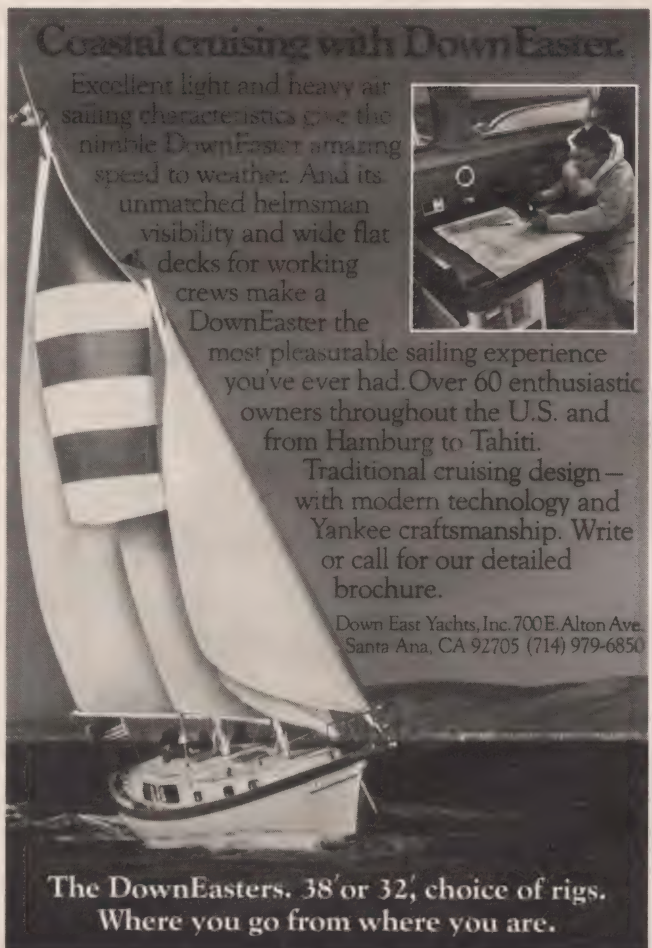 Coastal cruising with DownEaster.
Excellent light and heavy air
sailing characteristics give the
nimble DownEaster amazing
speed to weather. And its
unmatched helmsman
visibility and wide flat
decks for working
crews make a
DownEaster the
most pleasurable sailing experience
you've ever had. Over 60 enthusiastic
owners throughout the U.S. and
from Hamburg to Tahiti.
Traditional cruising design—
with modern technology and
Yankee craftsmanship. Write
or call for our detailed
brochure.
Down East Yachts, Inc. 700 E. Alton Ave.
Santa Ana, CA 92705 (714) 979-6850
The DownEasters. 38' or 32', choice of rigs.
Where you go from where you are.